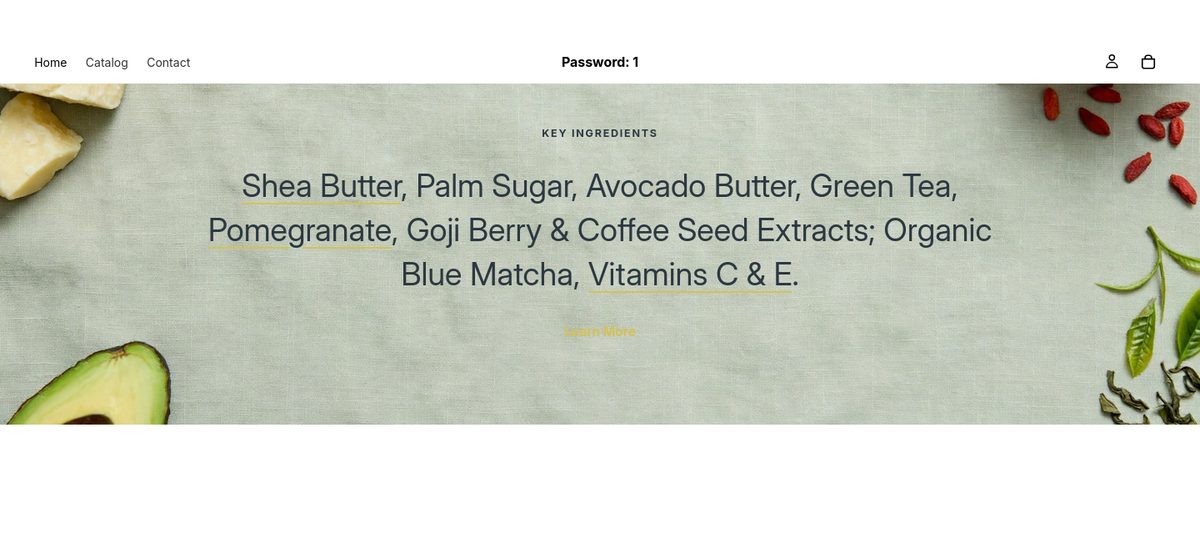 Home Catalog Contact Password: 1
KEY INGREDIENTS
Shea Butter, Palm Sugar, Avocado Butter, Green Tea,
Pomegranate, Goji Berry & Coffee Seed Extracts; Organic
Blue Matcha, Vitamins C & E.
Learn More